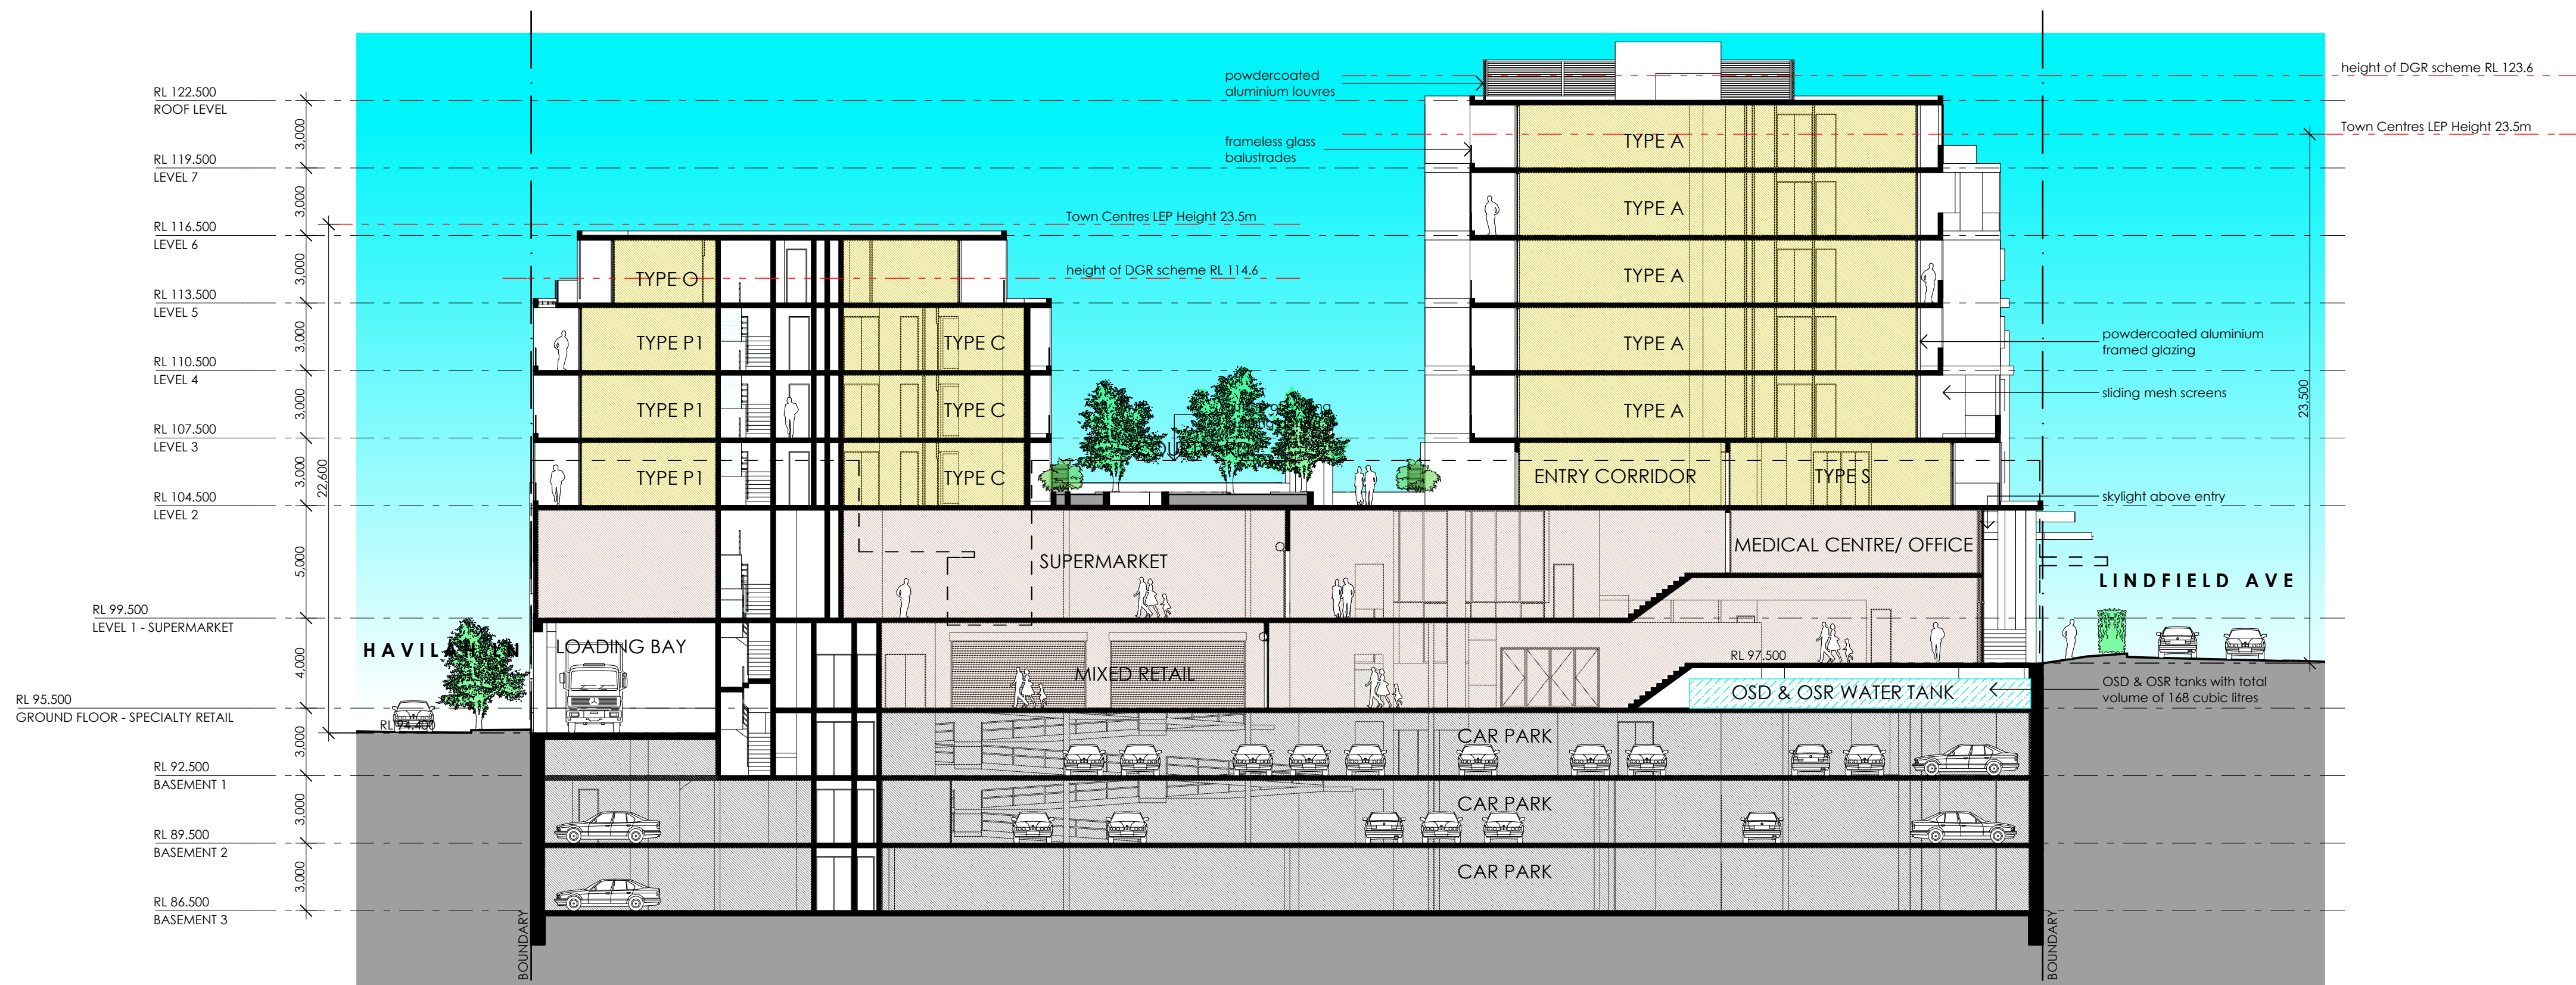 powdercoated
aluminium louvres
height of DGR scheme RL 123.6
RL 122.500
ROOF LEVEL
3,000
TYPE A
frameless glass
balustrades
Town Centres LEP Height 23.5m
RL 119.500
LEVEL 7
3,000
TYPE A
Town Centres LEP Height 23.5m
RL 116.500
LEVEL 6
3,000
TYPE O
height of DGR scheme RL 114.6
TYPE A
RL 113.500
LEVEL 5
3,000
TYPE P1
TYPE C
TYPE A
powdercoated aluminium
framed glazing
RL 110.500
LEVEL 4
3,000
TYPE P1
TYPE C
TYPE A
sliding mesh screens
23,500
RL 107.500
LEVEL 3
3,000
22,600
TYPE P1
TYPE C
ENTRY CORRIDOR
TYPE S
skylight above entry
RL 104.500
LEVEL 2
5,000
SUPERMARKET
MEDICAL CENTRE/ OFFICE
LINDFIELD AVE
RL 99.500
LEVEL 1 - SUPERMARKET
HAVILAH LN
LOADING BAY
4,000
MIXED RETAIL
RL 97.500
OSD & OSR WATER TANK
OSD & OSR tanks with total
volume of 168 cubic litres
RL 95.500
GROUND FLOOR - SPECIALTY RETAIL
RL 94.400
3,000
CAR PARK
RL 92.500
BASEMENT 1
3,000
CAR PARK
RL 89.500
BASEMENT 2
3,000
CAR PARK
RL 86.500
BASEMENT 3
BOUNDARY
BOUNDARY